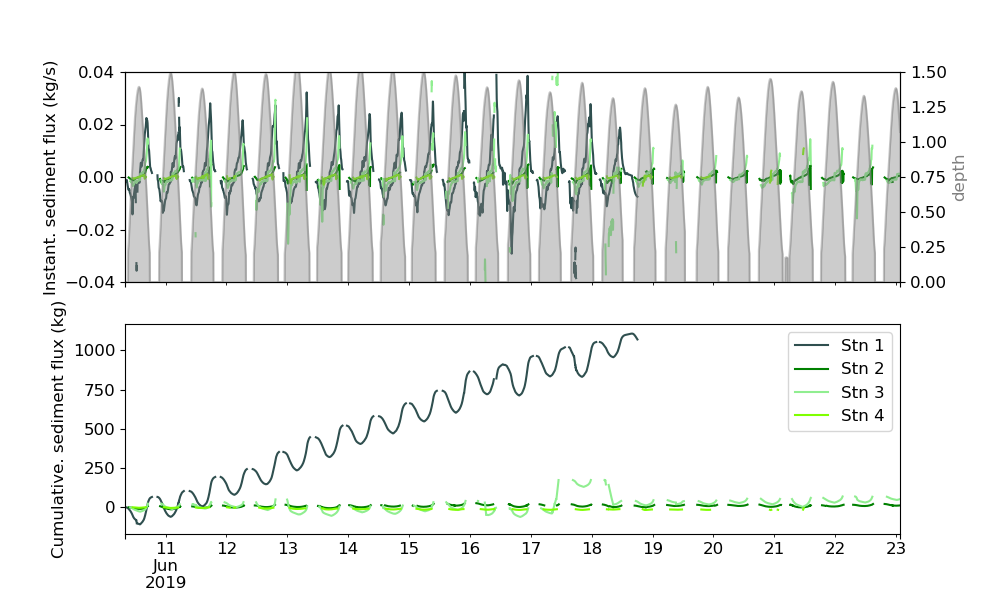 Instant. sediment flux (kg/s)
0.04
0.02
0.00
−0.02
−0.04
1.50
1.25
1.00
0.75
0.50
0.25
0.00
depth
Cumulative. sediment flux (kg)
1000
750
500
250
0
Stn 1
Stn 2
Stn 3
Stn 4
11 12 13 14 15 16 17 18 19 20 21 22 23
Jun
2019